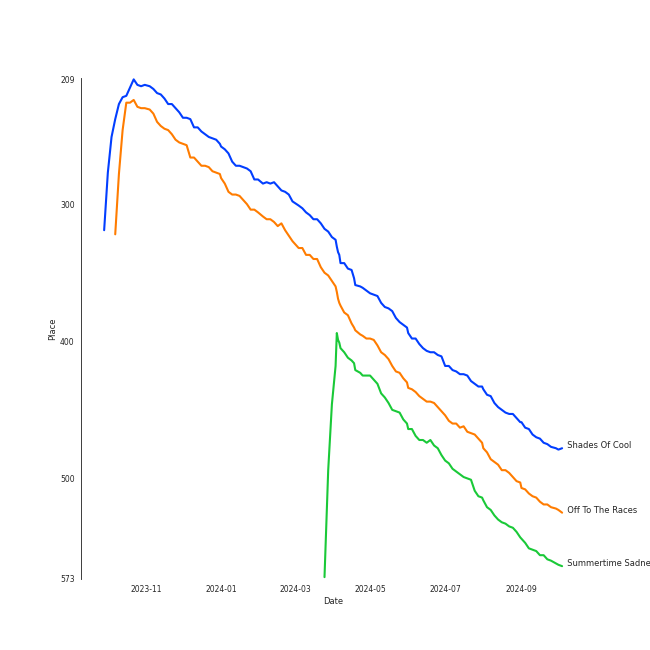 209
300
400
500
573
Place
2023-11
2024-01
2024-03
2024-05
2024-07
2024-09
Date
Shades Of Cool
Off To The Races
Summertime Sadne